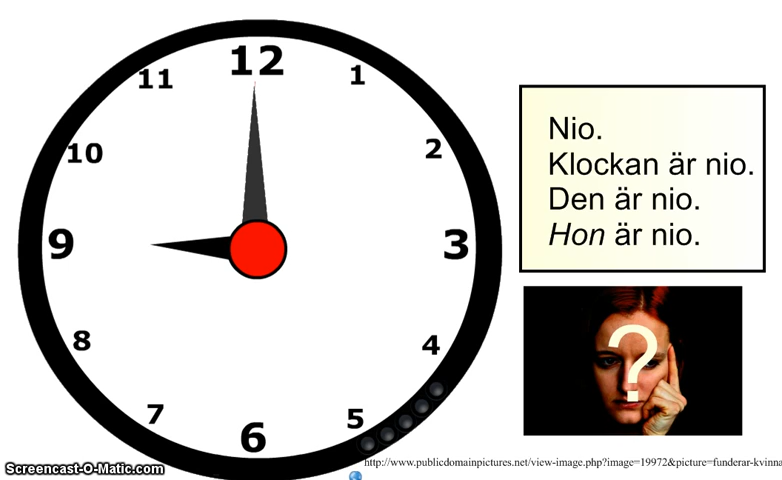 12
11
1
10
2
9
3
8
4
7
5
6
Nio.
Klockan är nio.
Den är nio.
Hon är nio.
?
http://www.publicdomainpictures.net/view-image.php?image=19972&picture=funderar-kvinna
Screencast-O-Matic.com